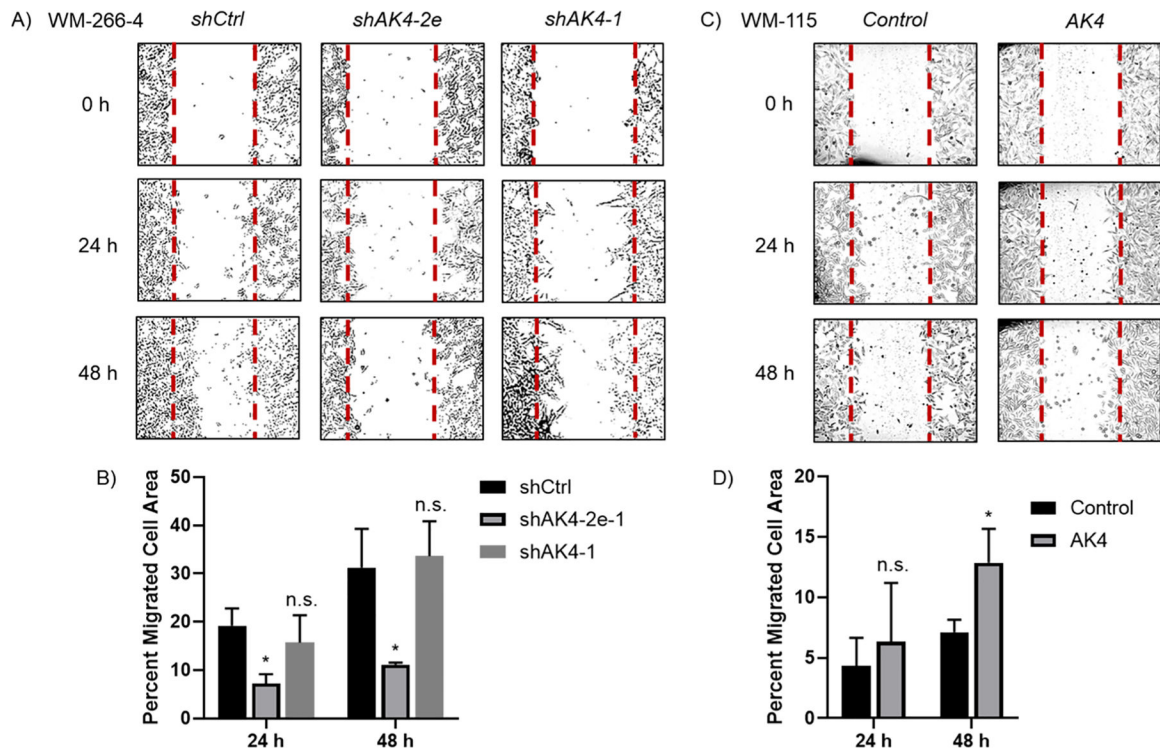 A) WM-266-4 shCtrl shAK4-2e shAK4-1
0 h
24 h
48 h
C) WM-115 Control AK4
0 h
24 h
48 h
B)
Percent Migrated Cell Area
50
40
30
20
10
0
24 h 48 h
* n.s. * n.s.
shCtrl
shAK4-2e-1
shAK4-1
D)
Percent Migrated Cell Area
20
15
10
5
0
24 h 48 h
n.s. *
Control
AK4